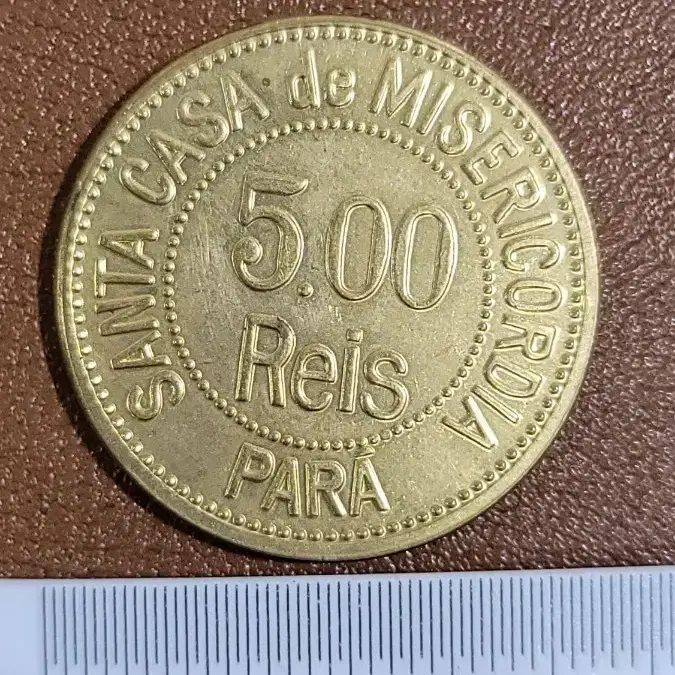 SANTA CASA de MISERICORDIA
5.00
Reis
PARÁ